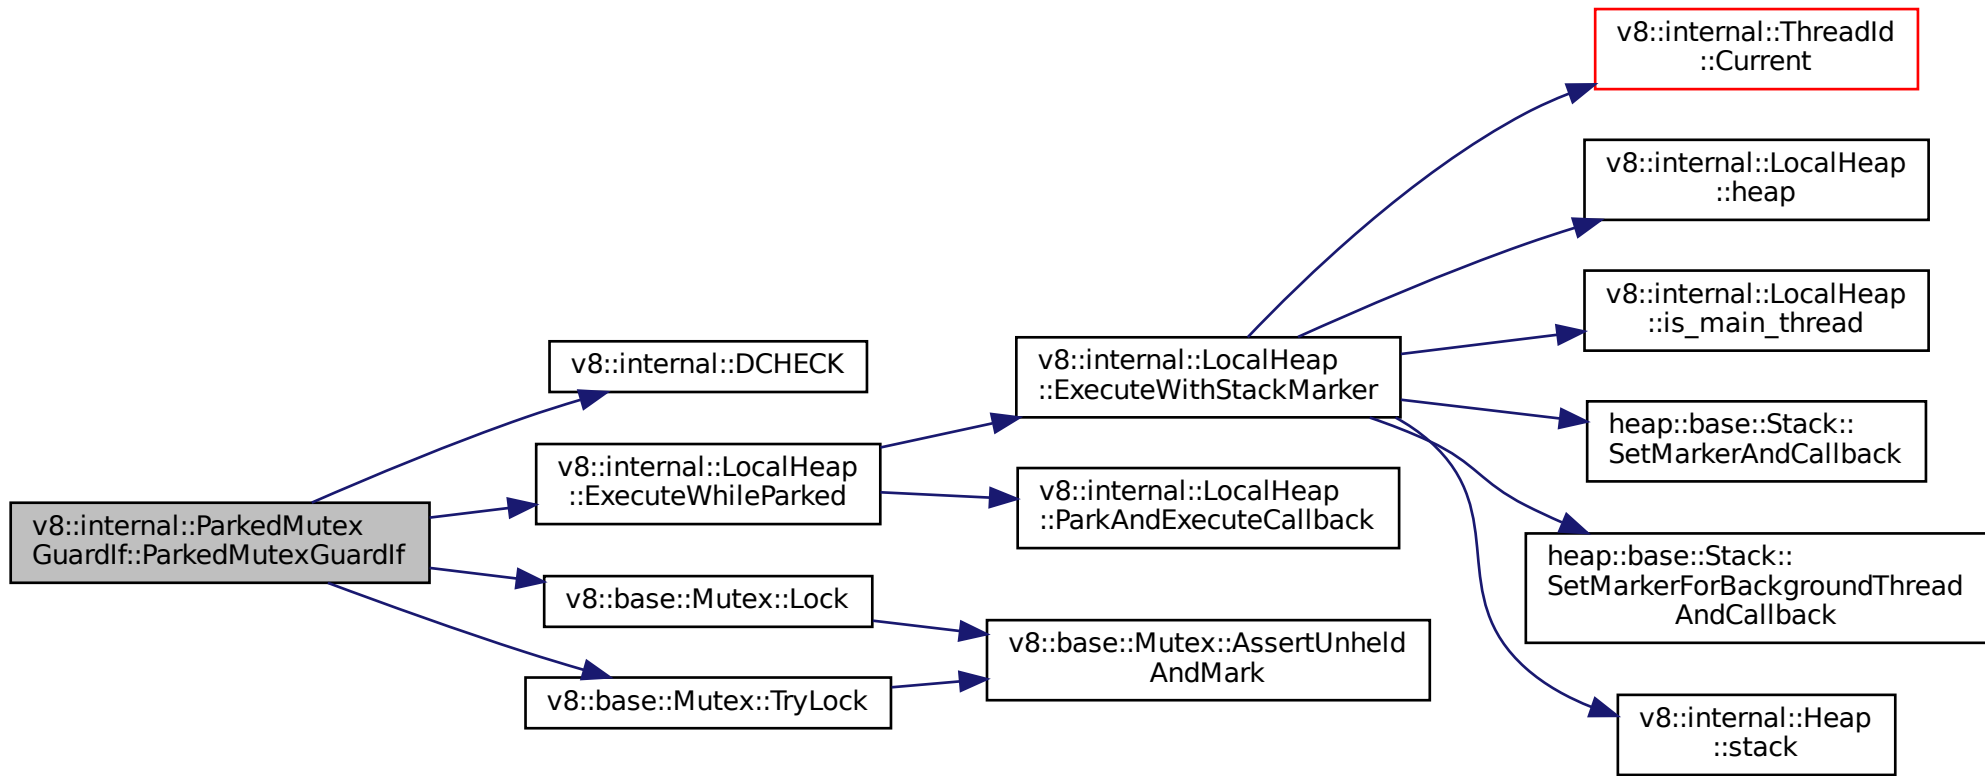 v8::internal::ParkedMutex
GuardIf::ParkedMutexGuardIf
v8::internal::DCHECK
v8::internal::LocalHeap
::ExecuteWhileParked
v8::base::Mutex::Lock
v8::base::Mutex::TryLock
v8::internal::LocalHeap
::ExecuteWithStackMarker
v8::internal::LocalHeap
::ParkAndExecuteCallback
v8::base::Mutex::AssertUnheld
AndMark
v8::internal::ThreadId
::Current
v8::internal::LocalHeap
::heap
v8::internal::LocalHeap
::is_main_thread
heap::base::Stack::
SetMarkerAndCallback
heap::base::Stack::
SetMarkerForBackgroundThread
AndCallback
v8::internal::Heap
::stack